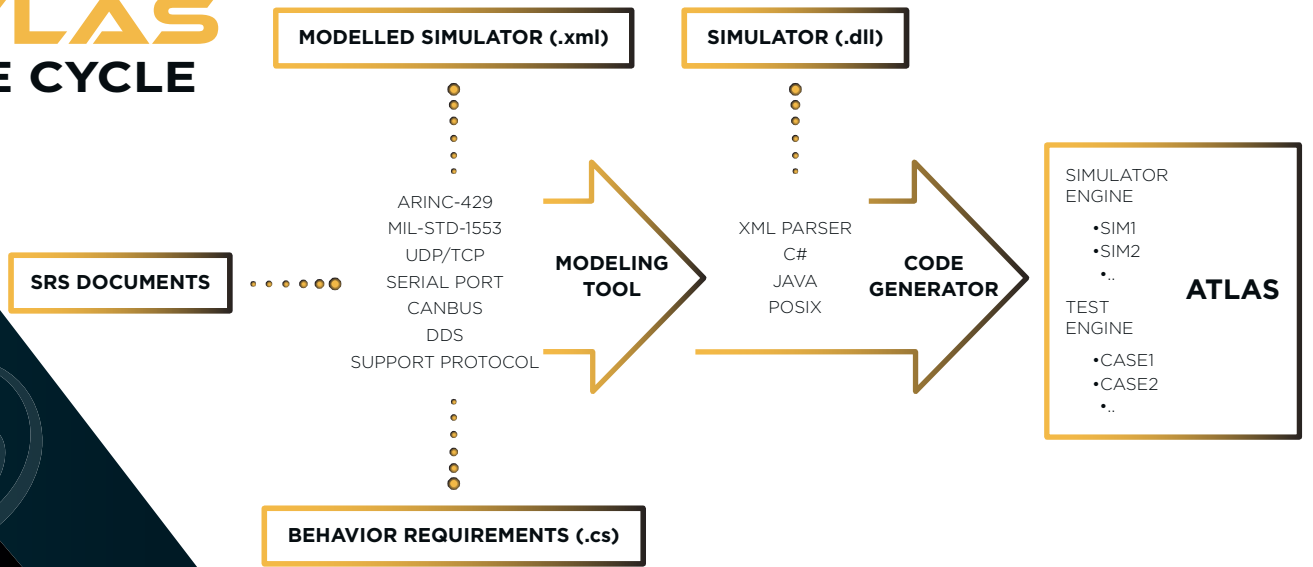 CYCLE
MODELLED SIMULATOR (.xml)
SIMULATOR (.dll)
SRS DOCUMENTS
ARINC-429
MIL-STD-1553
UDP/TCP
SERIAL PORT
CANBUS
DDS
SUPPORT PROTOCOL
MODELING
TOOL
XML PARSER
C#
JAVA
POSIX
CODE
GENERATOR
SIMULATOR
ENGINE
•SIM1
•SIM2
•..
TEST
ENGINE
•CASE1
•CASE2
•..
ATLAS
BEHAVIOR REQUIREMENTS (.cs)